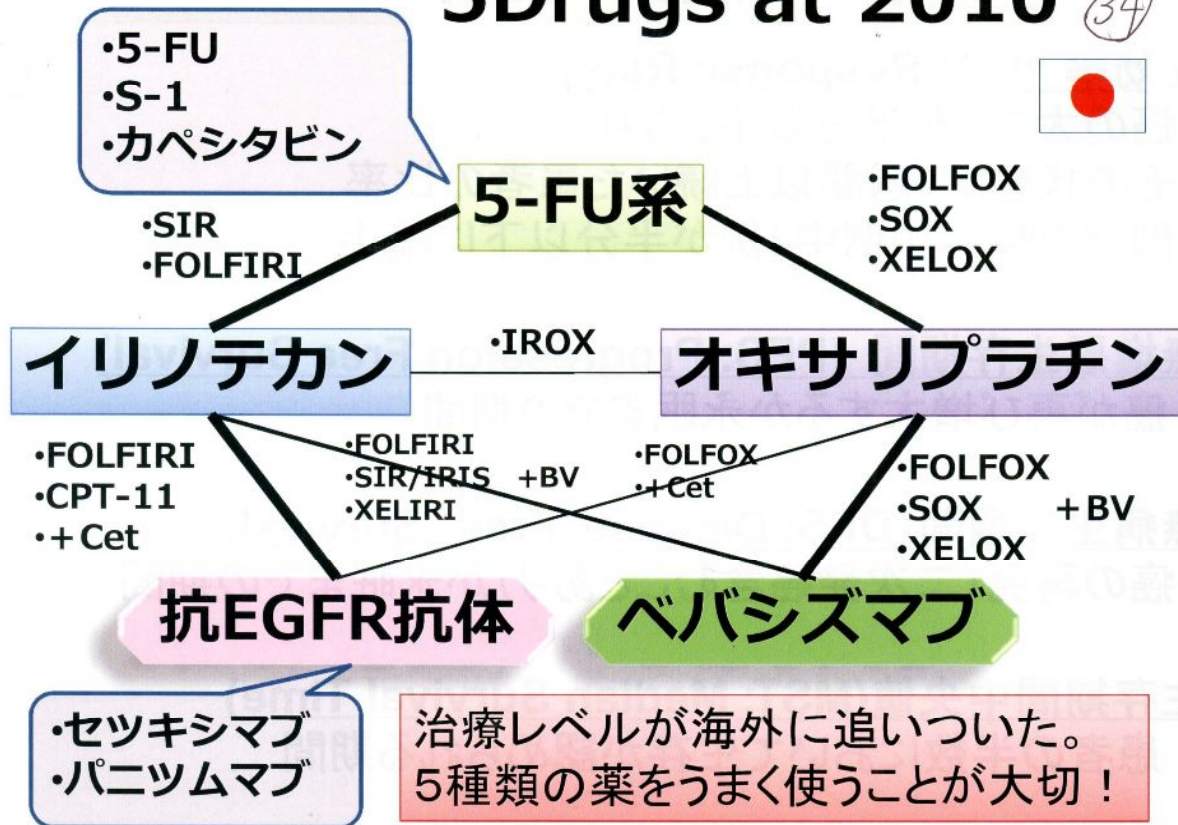 5Drugs at 2010
34
・5-FU
・S-1
・カペシタビン
5-FU系
・SIR
・FOLFIRI
・FOLFOX
・SOX
・XELOX
イリノテカン
・IROX
オキサリプラチン
・FOLFIRI
・CPT-11
・+Cet
・FOLFIRI
・SIR/IRIS +BV
・XELIRI
・FOLFOX
・+Cet
・FOLFOX
・SOX +BV
・XELOX
抗EGFR抗体
ベバシズマブ
・セツキシマブ
・パニツムマブ
治療レベルが海外に追いついた。
５種類の薬をうまく使うことが大切！